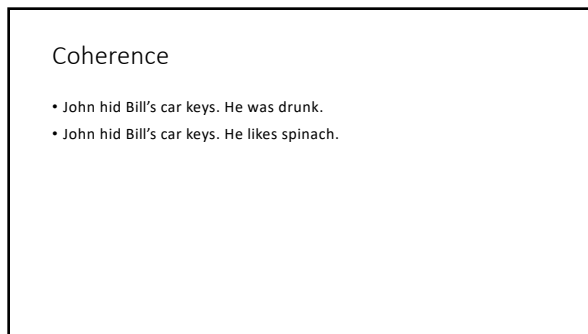 Coherence
• John hid Bill’s car keys. He was drunk.
• John hid Bill’s car keys. He likes spinach.